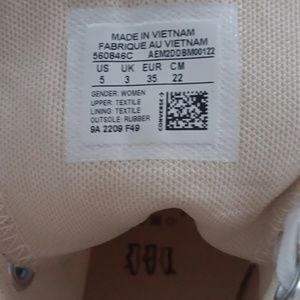 MADE IN VIETNAM
FABRIQUE AU VIETNAM
560846C AEM2DDBM00122
US UK EUR CM
5 3 35 22
GENDER: WOMEN
UPPER: TEXTILE
LINING: TEXTILE
OUTSOLE: RUBBER
9A 2209 F49
CONVERSE